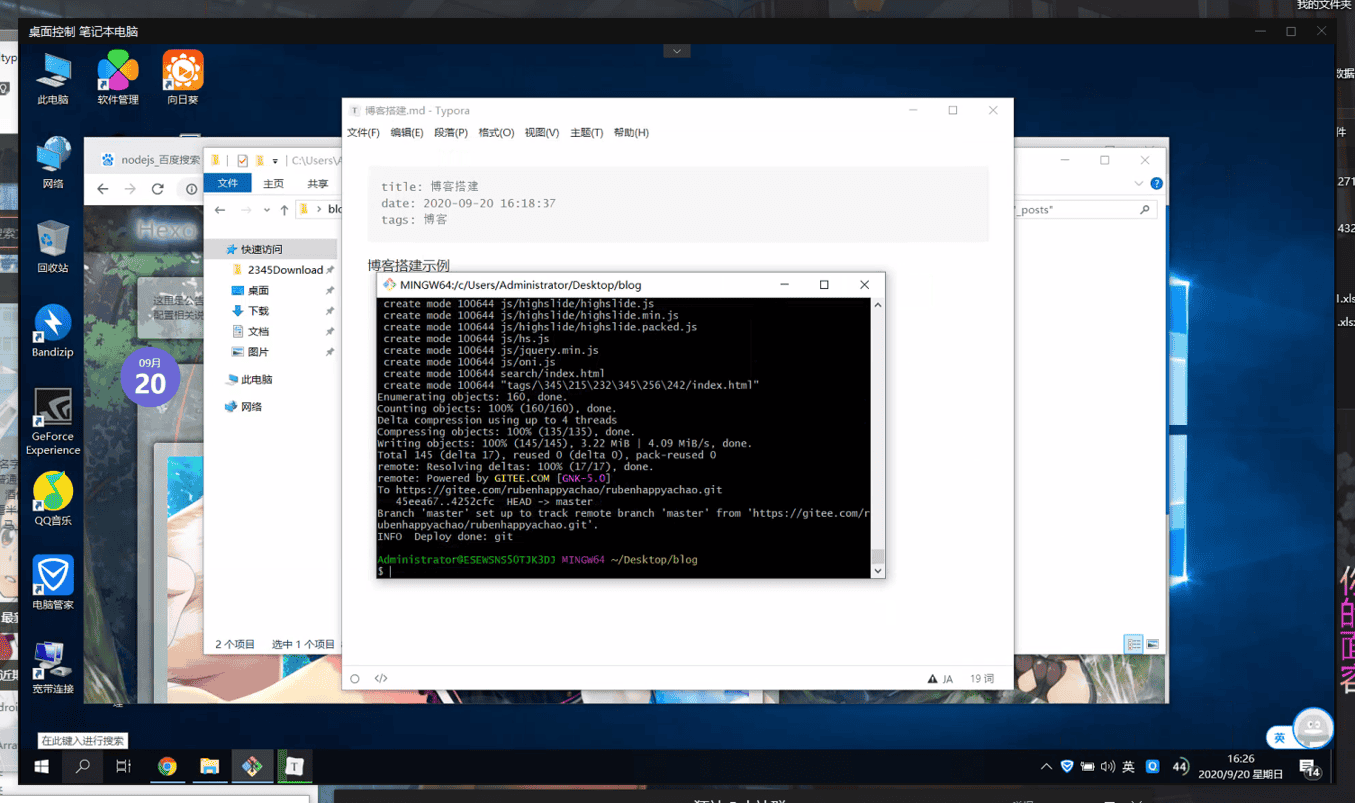 我的文件夹
桌面控制 笔记本电脑
此电脑
软件管理
向日葵
网络
回收站
Bandizip
GeForce
Experience
QQ音乐
电脑管家
宽带连接
nodejs_百度搜索
Hexo
这里是公告
配置相关说
09月
20
C:\Users\A
文件
主页
共享
blo
_posts"
快速访问
2345Download
桌面
下载
文档
图片
此电脑
网络
2 个项目
选中 1 个项目
博客搭建.md - Typora
文件(F) 编辑(E) 段落(P) 格式(O) 视图(V) 主题(T) 帮助(H)
title: 博客搭建
date: 2020-09-20 16:18:37
tags: 博客
博客搭建示例
MINGW64:/c/Users/Administrator/Desktop/blog
create mode 100644 js/highslide/highslide.js
create mode 100644 js/highslide/highslide.min.js
create mode 100644 js/highslide/highslide.packed.js
create mode 100644 js/hs.js
create mode 100644 js/jquery.min.js
create mode 100644 js/oni.js
create mode 100644 search/index.html
create mode 100644 "tags/\345\215\232\345\256\242/index.html"
Enumerating objects: 160, done.
Counting objects: 100% (160/160), done.
Delta compression using up to 4 threads
Compressing objects: 100% (135/135), done.
Writing objects: 100% (145/145), 3.22 MiB | 4.09 MiB/s, done.
Total 145 (delta 17), reused 0 (delta 0), pack-reused 0
remote: Resolving deltas: 100% (17/17), done.
remote: Powered by GITEE.COM [GNK-5.0]
To https://gitee.com/rubenhappyachao/rubenhappyachao.git
45eea67..4252cfc HEAD -> master
Branch 'master' set up to track remote branch 'master' from 'https://gitee.com/r
ubenhappyachao/rubenhappyachao.git'.
INFO Deploy done: git
Administrator@ESEWSNS5OTJK3DJ MINGW64 ~/Desktop/blog
$
</> JA 19 词
在此键入进行搜索
英
英 44
16:26
2020/9/20 星期日
14